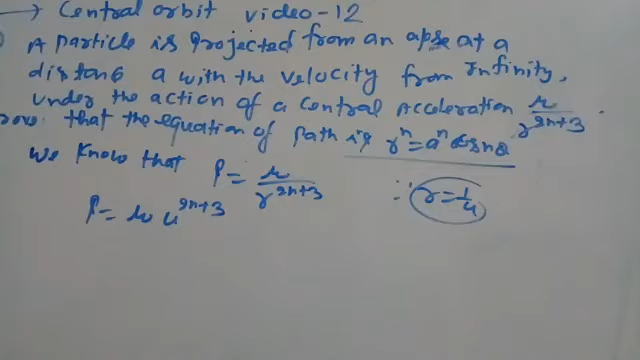 → Central orbit video-12
A particle is projected from an apse at a
distance a with the velocity from Infinity,
under the action of a Central Acceleration μ/r^2n+3.
prove that the equation of path is r^n = a^n cosnθ
We know that
P = μ/r^2n+3
∵ r = 1/u
P = μ u^2n+3